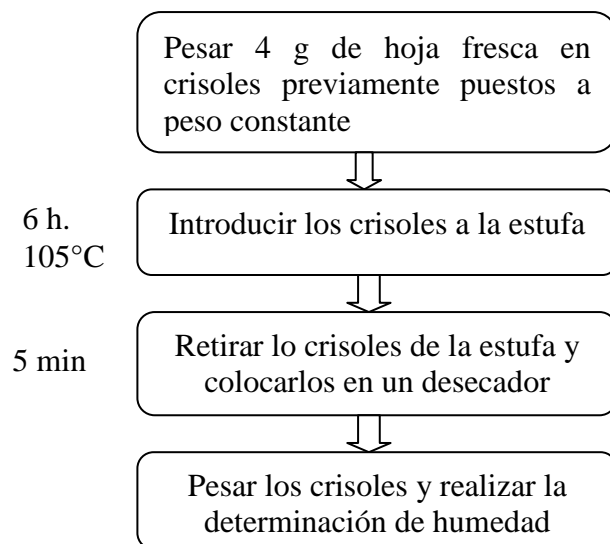 Pesar 4 g de hoja fresca en
crisoles previamente puestos a
peso constante
6 h.
105°C
Introducir los crisoles a la estufa
5 min
Retirar lo crisoles de la estufa y
colocarlos en un desecador
Pesar los crisoles y realizar la
determinación de humedad